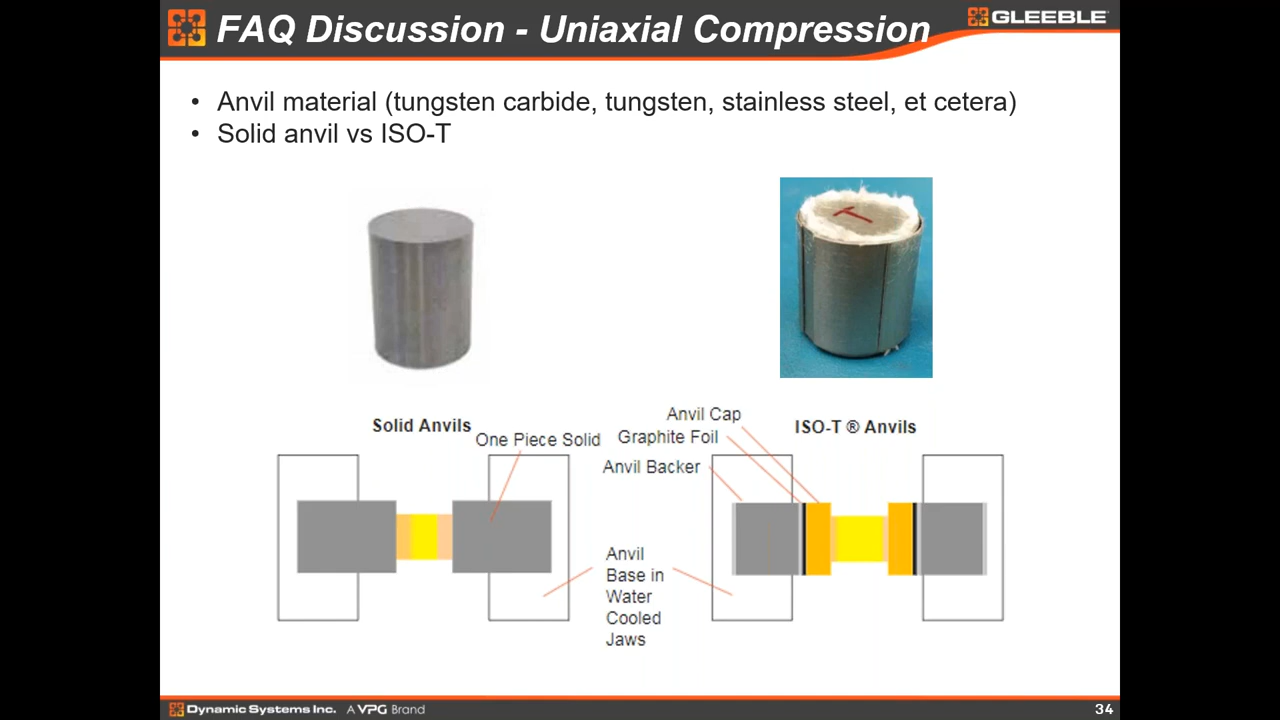 FAQ Discussion - Uniaxial Compression
GLEEBLE®
• Anvil material (tungsten carbide, tungsten, stainless steel, et cetera)
• Solid anvil vs ISO-T
T
Solid Anvils
One Piece Solid
Anvil Cap
Graphite Foil
Anvil Backer
ISO-T ® Anvils
Anvil
Base in
Water
Cooled
Jaws
Dynamic Systems Inc. A VPG Brand
34